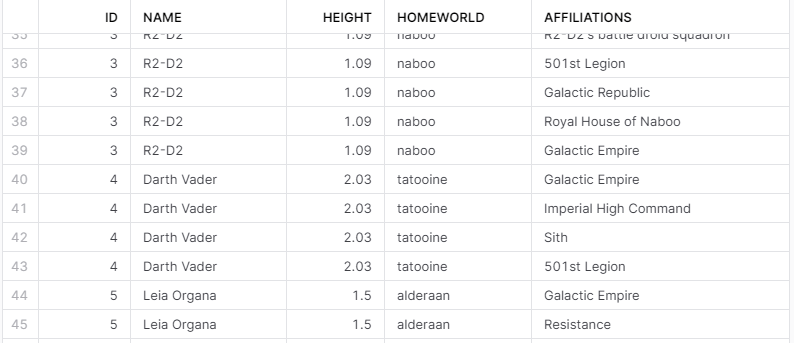 ID NAME HEIGHT HOMEWORLD AFFILIATIONS
35 3 R2-D2 1.09 naboo R2-D2's battle droid squadron
36 3 R2-D2 1.09 naboo 501st Legion
37 3 R2-D2 1.09 naboo Galactic Republic
38 3 R2-D2 1.09 naboo Royal House of Naboo
39 3 R2-D2 1.09 naboo Galactic Empire
40 4 Darth Vader 2.03 tatooine Galactic Empire
41 4 Darth Vader 2.03 tatooine Imperial High Command
42 4 Darth Vader 2.03 tatooine Sith
43 4 Darth Vader 2.03 tatooine 501st Legion
44 5 Leia Organa 1.5 alderaan Galactic Empire
45 5 Leia Organa 1.5 alderaan Resistance